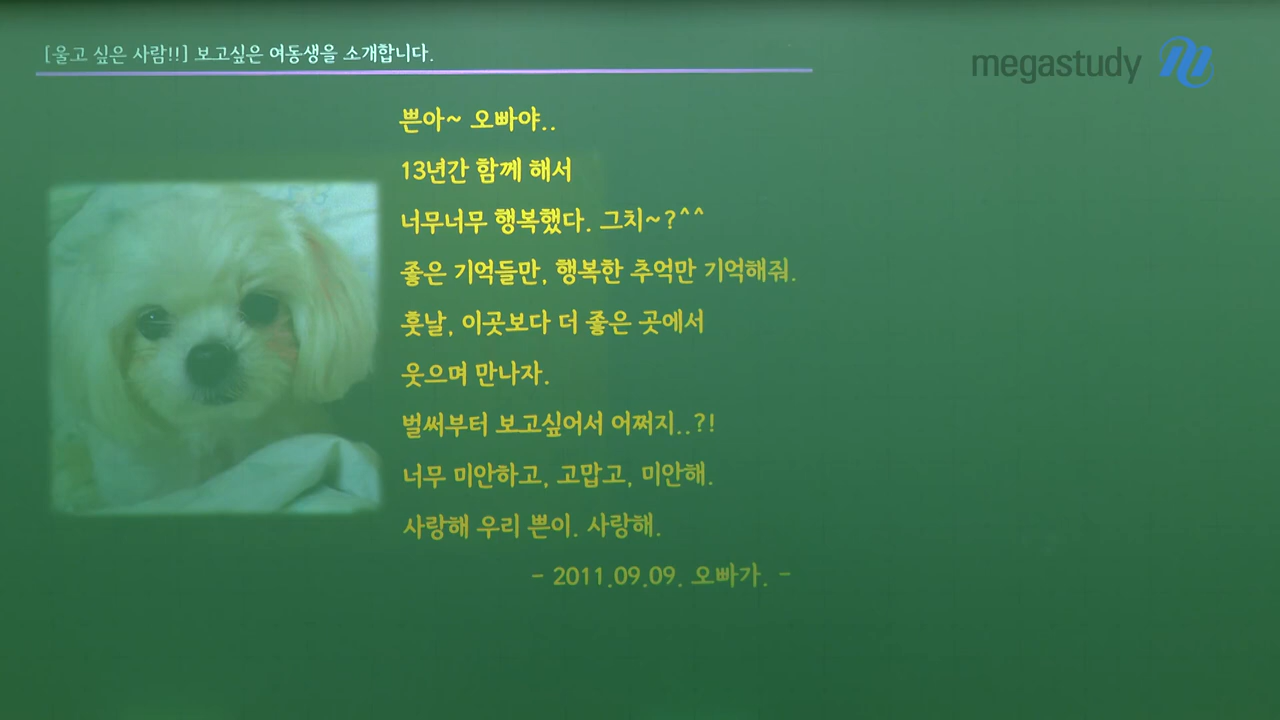 [울고 싶은 사람!!] 보고싶은 여동생을 소개합니다.
megastudy
쁜아~ 오빠야..
13년간 함께 해서
너무너무 행복했다. 그치~?^^
좋은 기억들만, 행복한 추억만 기억해줘.
훗날, 이곳보다 더 좋은 곳에서
웃으며 만나자.
벌써부터 보고싶어서 어쩌지..?!
너무 미안하고, 고맙고, 미안해.
사랑해 우리 쁜이. 사랑해.
- 2011.09.09. 오빠가. -